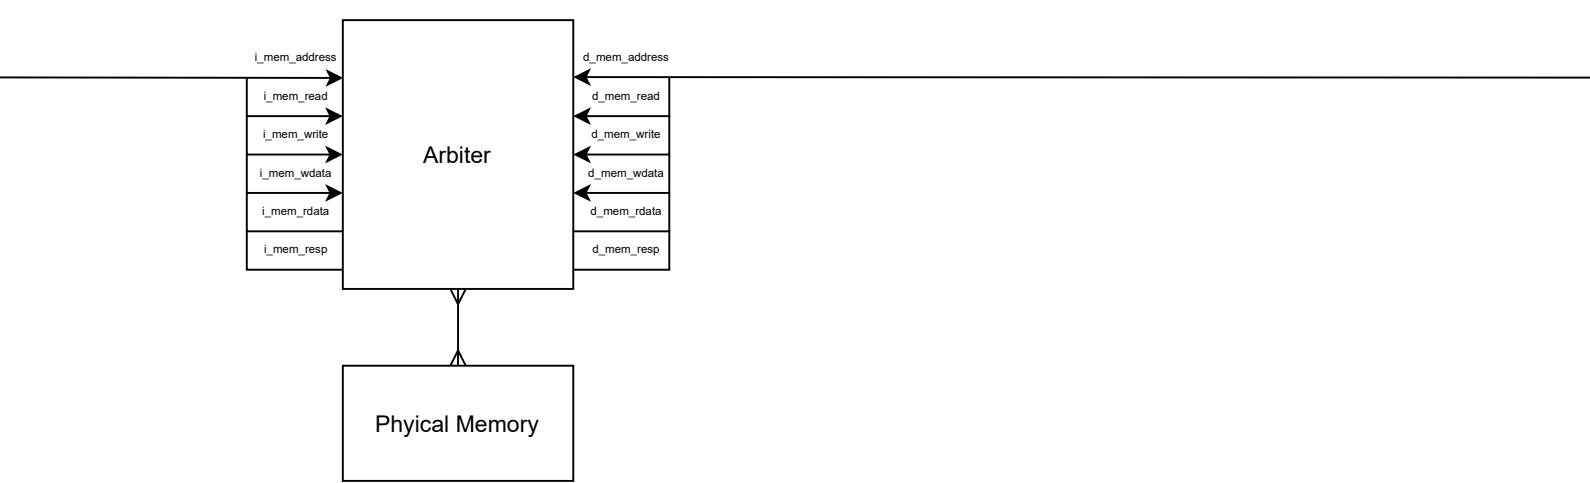 i_mem_address
i_mem_read
i_mem_write
i_mem_wdata
i_mem_rdata
i_mem_resp
Arbiter
d_mem_address
d_mem_read
d_mem_write
d_mem_wdata
d_mem_rdata
d_mem_resp
Phyical Memory